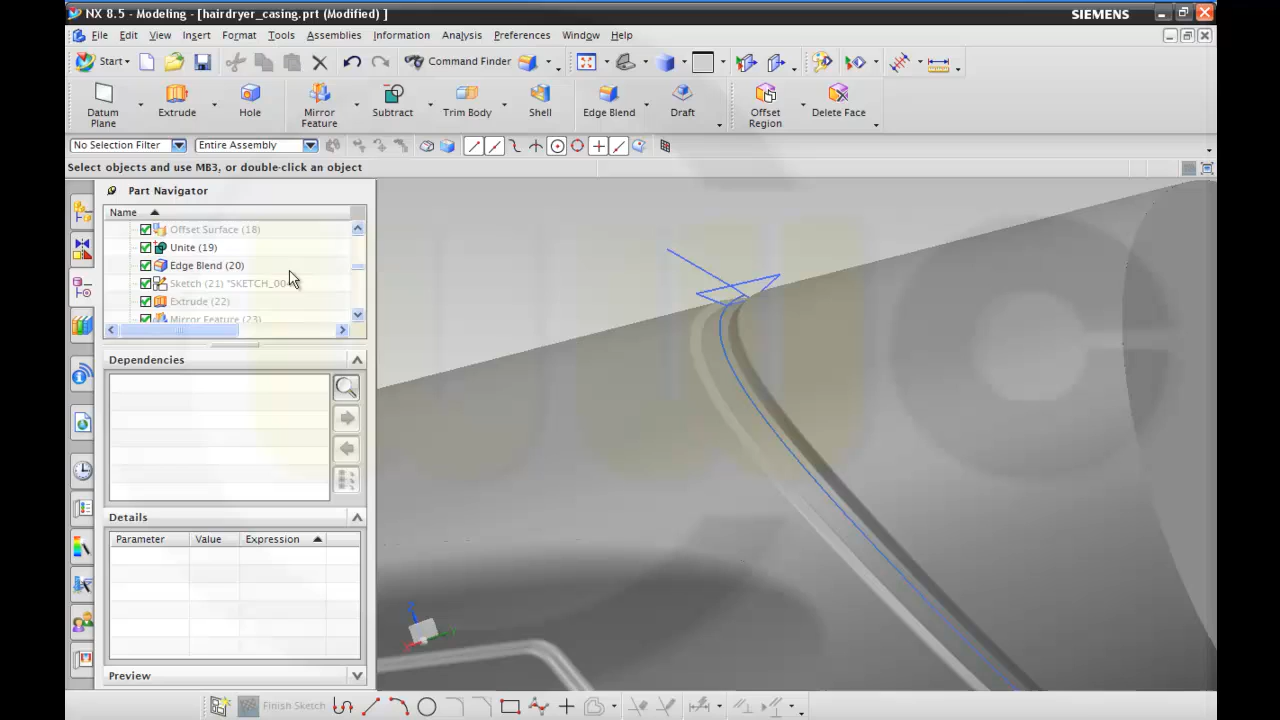 NX 8.5 - Modeling - [hairdryer_casing.prt (Modified) ]
SIEMENS
File Edit View Insert Format Tools Assemblies Information Analysis Preferences Window Help
Start
Command Finder
Datum Plane
Extrude
Hole
Mirror Feature
Subtract
Trim Body
Shell
Edge Blend
Draft
Offset Region
Delete Face
No Selection Filter
Entire Assembly
Select objects and use MB3, or double-click an object
Part Navigator
Name
Offset Surface (18)
Unite (19)
Edge Blend (20)
Sketch (21) "SKETCH_00
Extrude (22)
Mirror Feature (23)
Dependencies
Details
Parameter Value Expression
Preview
Finish Sketch